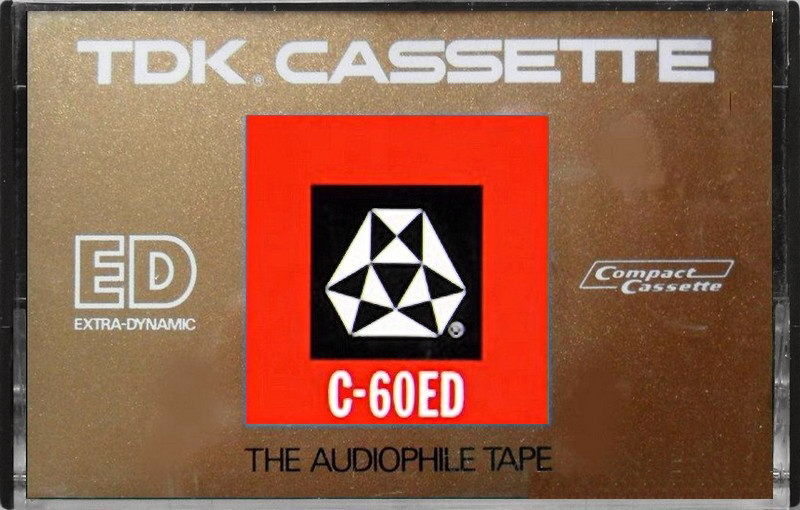 TDK® CASSETTE
ED
EXTRA-DYNAMIC
Compact
Cassette
®
C-60ED
THE AUDIOPHILE TAPE